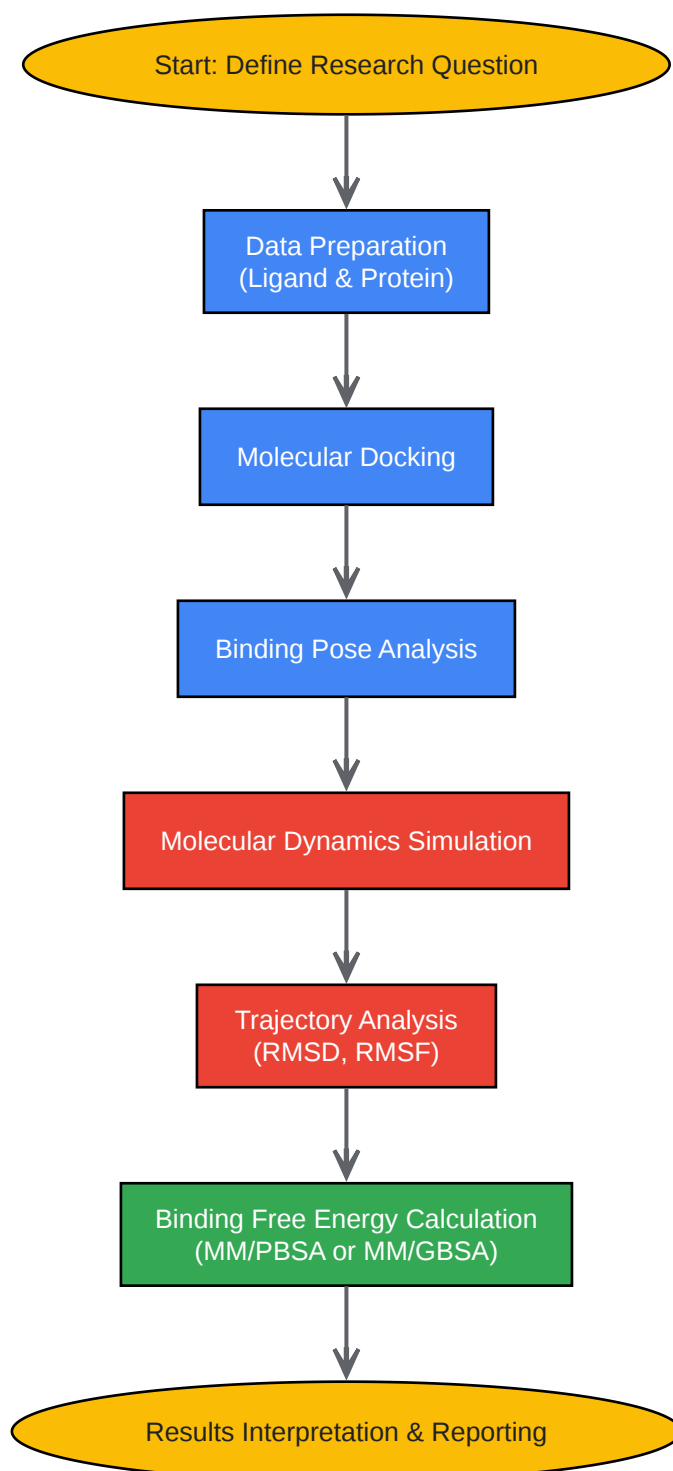 Start: Define Research Question
Data Preparation
(Ligand & Protein)
Molecular Docking
Binding Pose Analysis
Molecular Dynamics Simulation
Trajectory Analysis
(RMSD, RMSF)
Binding Free Energy Calculation
(MM/PBSA or MM/GBSA)
Results Interpretation & Reporting